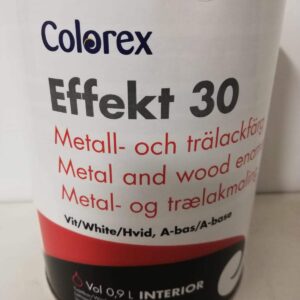 Colorex
Effekt 30
Metall- och trälackfärg
Metal and wood enam
Metal- og trælakmaling
Vit/White/Hvid, A-bas/A-base
Vol 0,9 L INTERIOR